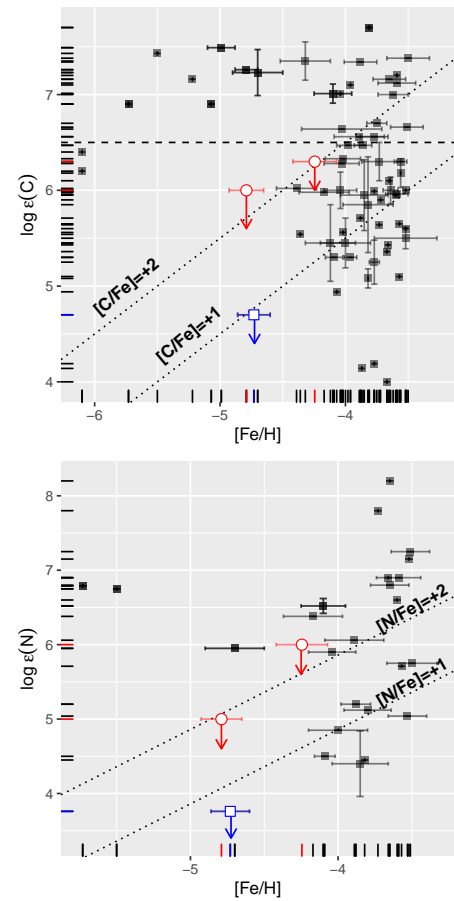 7
6
5
4
log ε(C)
[C/Fe]=+2
[C/Fe]=+1
-6
-5
-4
[Fe/H]
8
7
6
5
4
log ε(N)
[N/Fe]=+2
[N/Fe]=+1
-5
-4
[Fe/H]